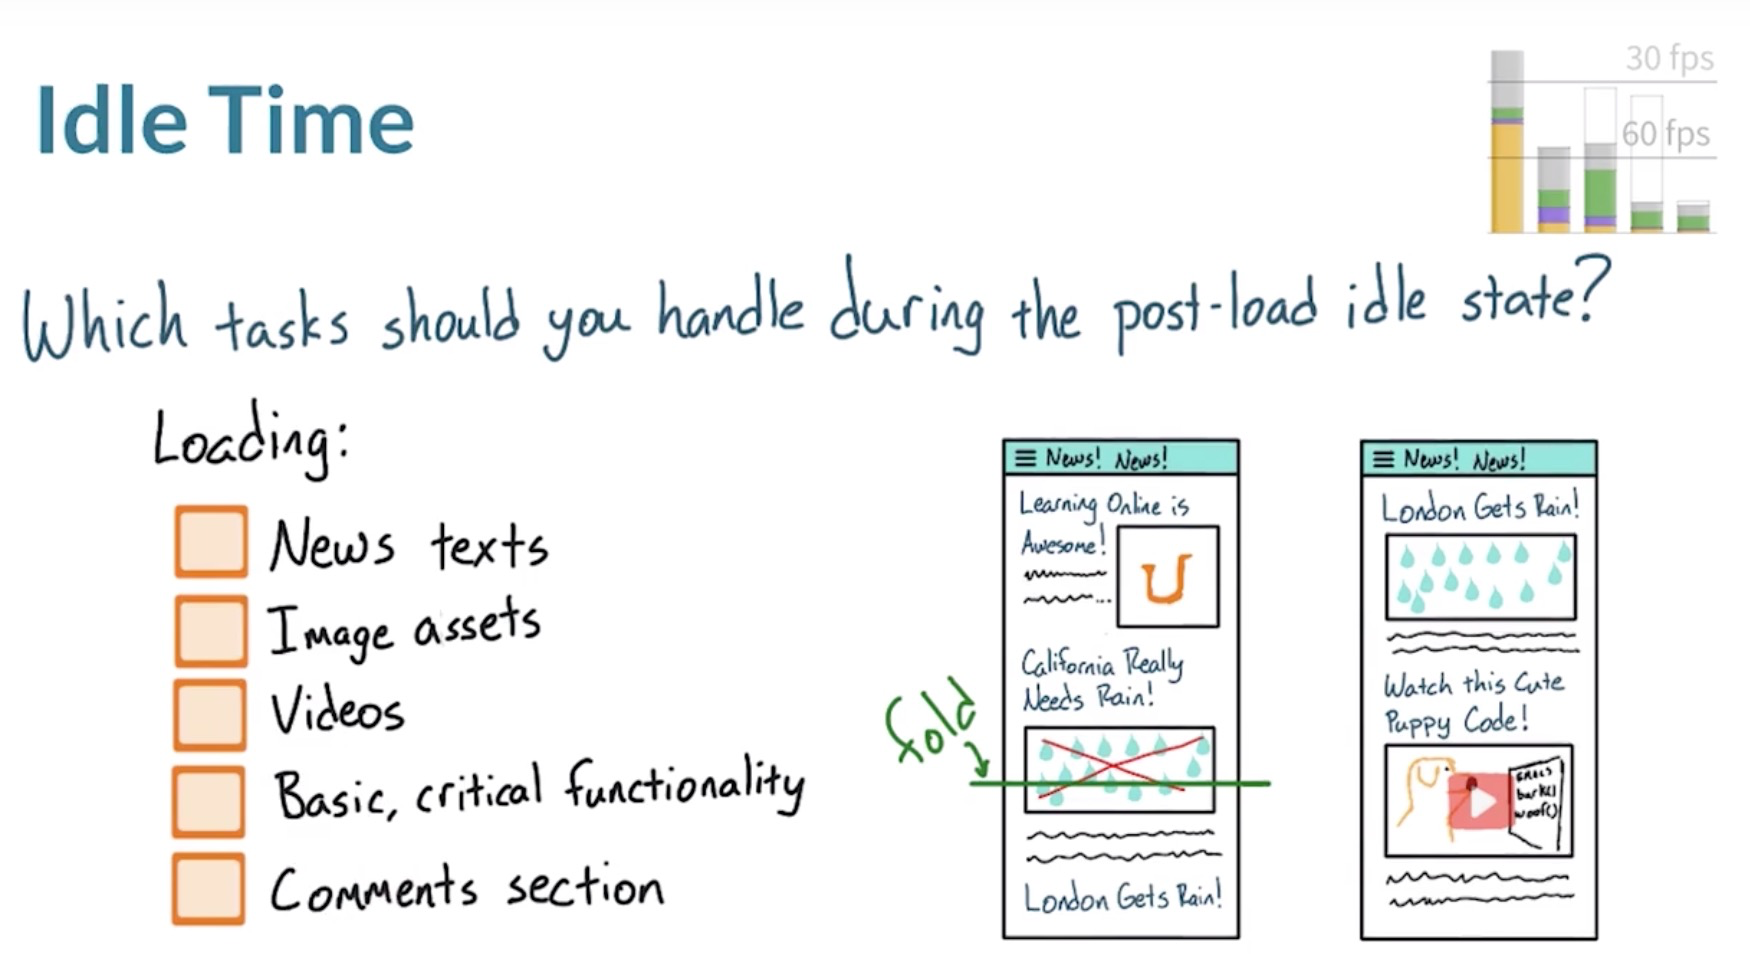 Idle Time
30 fps
60 fps
Which tasks should you handle during the post-load idle state?
Loading:
News texts
Image assets
Videos
Basic, critical functionality
Comments section
fold
News! News!
Learning Online is
Awesome!
U
California Really
Needs Rain!
London Gets Rain!
News! News!
London Gets Rain!
Watch this Cute
Puppy Code!
bark()
woof()